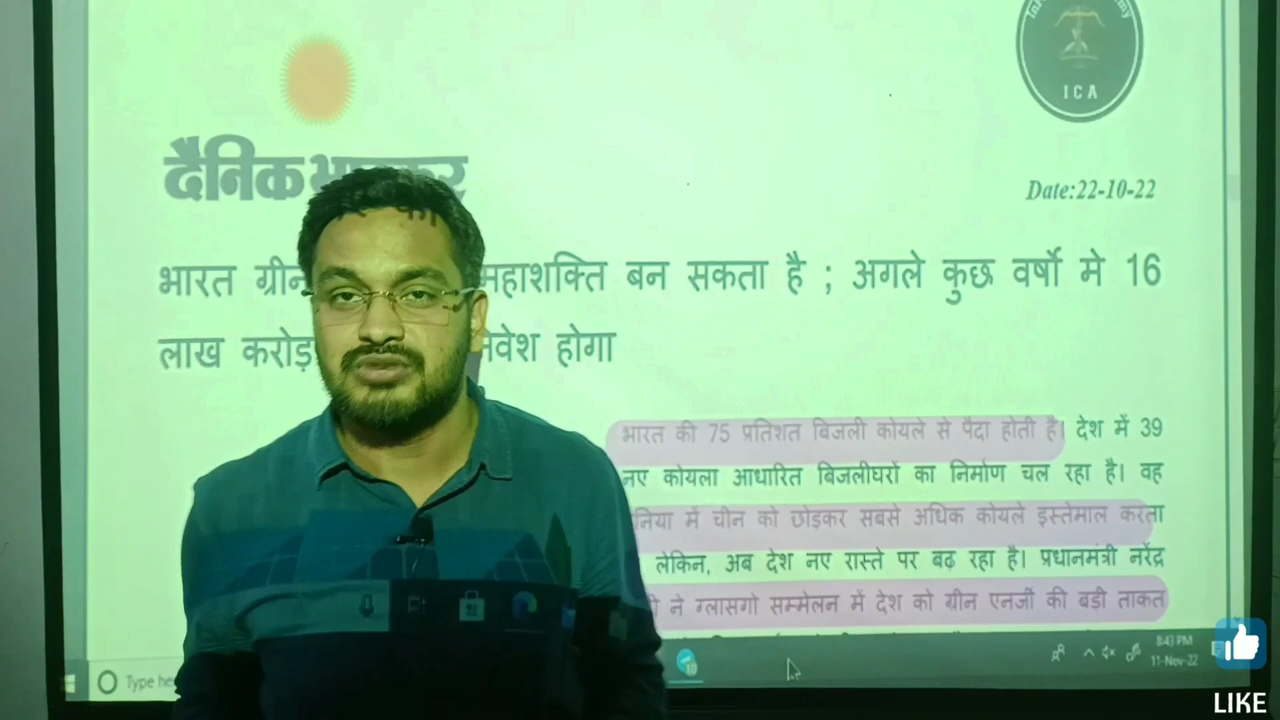 ICA
दैनिक
Date:22-10-22
भारत ग्रीन महाशक्ति बन सकता है ; अगले कुछ वर्षो मे 16
लाख करोड़ होगा
भारत की 75 प्रतिशत बिजली कोयले से पैदा होती है। देश में 39
नए कोयला आधारित बिजलीघरों का निर्माण चल रहा है। वह
में चीन को छोड़कर सबसे अधिक कोयले इस्तेमाल करता
लेकिन, अब देश नए रास्ते पर बढ़ रहा है। प्रधानमंत्री नरेंद्र
ने ग्लासगो सम्मेलन में देश को ग्रीन एनर्जी की बडी ताकत
Type
8:43 PM
11-Nov-22
LIKE